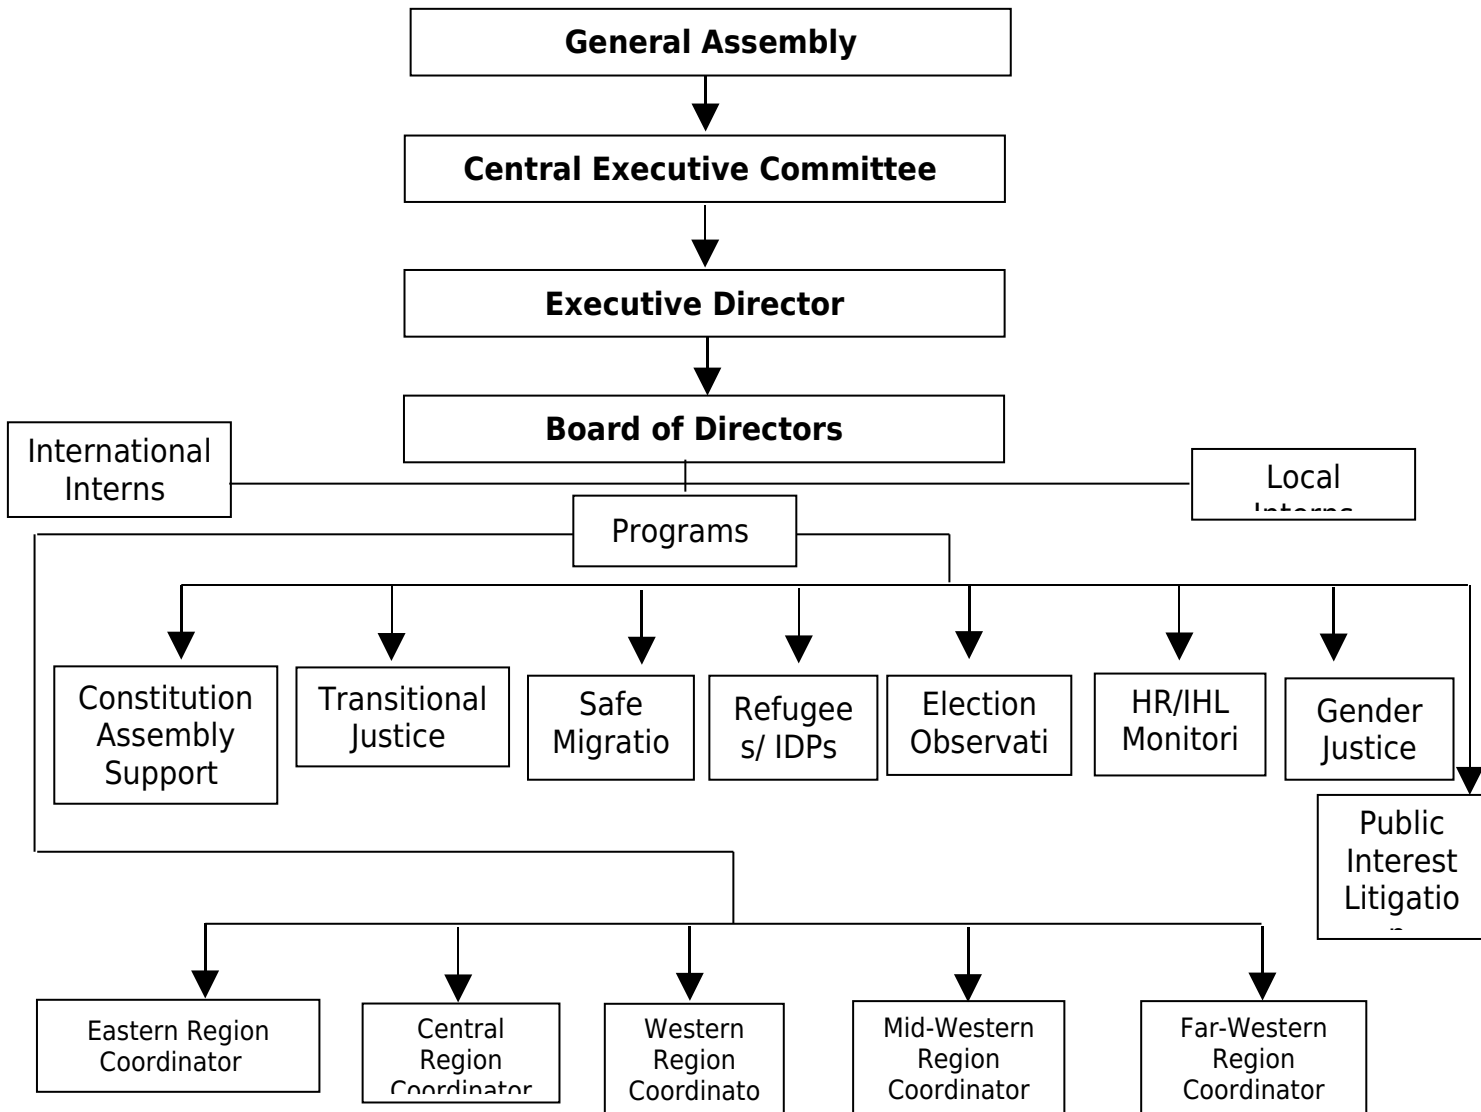 General Assembly
Central Executive Committee
Executive Director
Board of Directors
International
Interns
Local
Interns
Programs
Constitution
Assembly
Support
Transitional
Justice
Safe
Migratio
Refugee
s/ IDPs
Election
Observati
HR/IHL
Monitori
Gender
Justice
Public
Interest
Litigatio
n
Eastern Region
Coordinator
Central
Region
Coordinator
Western
Region
Coordinato
Mid-Western
Region
Coordinator
Far-Western
Region
Coordinator